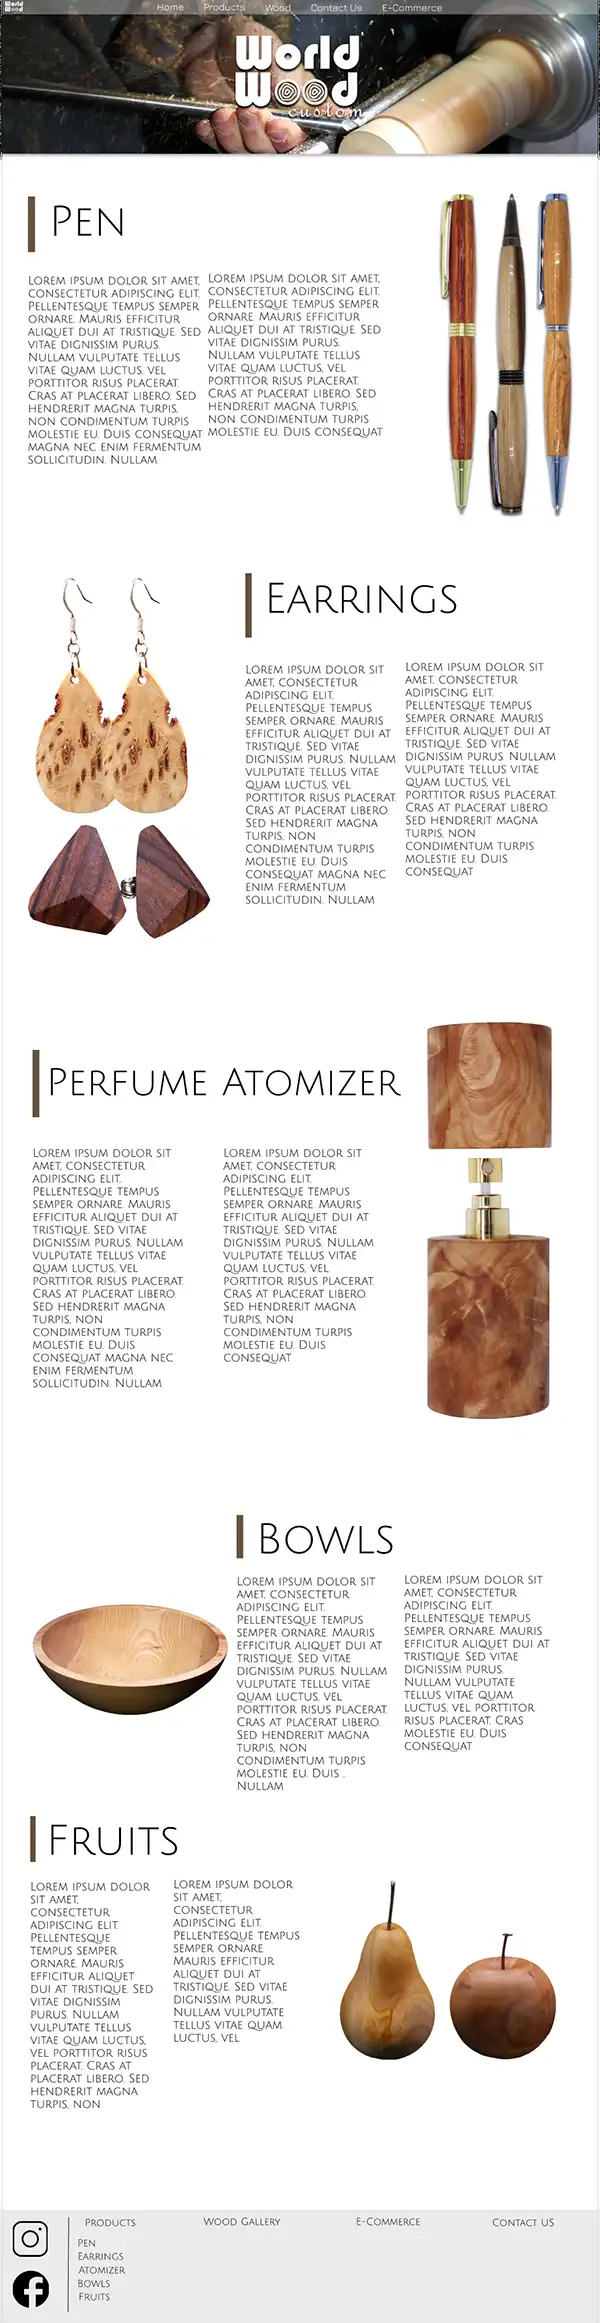 World
Wood
Home Products Wood Contact Us E-Commerce
World
Wood
custom
Pen
Lorem ipsum dolor sit amet,
consectetur adipiscing elit.
Pellentesque tempus semper
ornare. Mauris efficitur
aliquet dui at tristique. Sed
vitae dignissim purus.
Nullam vulputate tellus
vitae quam luctus, vel
porttitor risus placerat.
Cras at placerat libero. Sed
hendrerit magna turpis,
non condimentum turpis
molestie eu. Duis consequat
magna nec enim fermentum
sollicitudin. Nullam
Lorem ipsum dolor sit amet,
consectetur adipiscing elit.
Pellentesque tempus semper
ornare. Mauris efficitur
aliquet dui at tristique. Sed
vitae dignissim purus.
Nullam vulputate tellus
vitae quam luctus, vel
porttitor risus placerat.
Cras at placerat libero. Sed
hendrerit magna turpis,
non condimentum turpis
molestie eu. Duis consequat
Earrings
Lorem ipsum dolor sit
amet, consectetur
adipiscing elit.
Pellentesque tempus
semper ornare. Mauris
efficitur aliquet dui at
tristique. Sed vitae
dignissim purus. Nullam
vulputate tellus vitae
quam luctus, vel
porttitor risus placerat.
Cras at placerat libero.
Sed hendrerit magna
turpis, non
condimentum turpis
molestie eu. Duis
consequat magna nec
enim fermentum
sollicitudin. Nullam
Lorem ipsum dolor sit
amet, consectetur
adipiscing elit.
Pellentesque tempus
semper ornare. Mauris
efficitur aliquet dui at
tristique. Sed vitae
dignissim purus. Nullam
vulputate tellus vitae
quam luctus, vel
porttitor risus placerat.
Cras at placerat libero.
Sed hendrerit magna
turpis, non
condimentum turpis
molestie eu. Duis
consequat
Perfume Atomizer
Lorem ipsum dolor sit
amet, consectetur
adipiscing elit.
Pellentesque tempus
semper ornare. Mauris
efficitur aliquet dui at
tristique. Sed vitae
dignissim purus. Nullam
vulputate tellus vitae
quam luctus, vel
porttitor risus placerat.
Cras at placerat libero.
Sed hendrerit magna
turpis, non
condimentum turpis
molestie eu. Duis
consequat magna nec
enim fermentum
sollicitudin. Nullam
Lorem ipsum dolor sit
amet, consectetur
adipiscing elit.
Pellentesque tempus
semper ornare. Mauris
efficitur aliquet dui at
tristique. Sed vitae
dignissim purus. Nullam
vulputate tellus vitae
quam luctus, vel
porttitor risus placerat.
Cras at placerat libero.
Sed hendrerit magna
turpis, non
condimentum turpis
molestie eu. Duis
consequat
Bowls
Lorem ipsum dolor sit
amet, consectetur
adipiscing elit.
Pellentesque tempus
semper ornare. Mauris
efficitur aliquet dui at
tristique. Sed vitae
dignissim purus. Nullam
vulputate tellus vitae
quam luctus, vel
porttitor risus placerat.
Cras at placerat libero.
Sed hendrerit magna
turpis, non
condimentum turpis
molestie eu. Duis .
Nullam
Lorem ipsum dolor sit
amet, consectetur
adipiscing elit.
Pellentesque tempus
semper ornare. Mauris
efficitur aliquet dui at
tristique. Sed vitae
dignissim purus.
Nullam vulputate
tellus vitae quam
luctus, vel porttitor
risus placerat. Cras
molestie eu. Duis
consequat
Fruits
Lorem ipsum dolor
sit amet,
consectetur
adipiscing elit.
Pellentesque
tempus semper
ornare. Mauris
efficitur aliquet
dui at tristique. Sed
vitae dignissim
purus. Nullam
vulputate tellus
vitae quam luctus,
vel porttitor risus
placerat. Cras at
placerat libero. Sed
hendrerit magna
turpis, non
Lorem ipsum dolor
sit amet,
consectetur
adipiscing elit.
Pellentesque tempus
semper ornare.
Mauris efficitur
aliquet dui at
tristique. Sed vitae
dignissim purus.
Nullam vulputate
tellus vitae quam
luctus, vel
Products Wood Gallery E-Commerce Contact us
Pen
Earrings
Atomizer
Bowls
Fruits